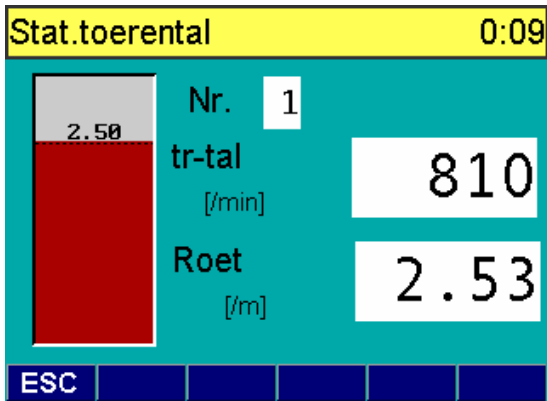 Stat.toerental 0:09
Nr. 1
2.50
tr-tal 810
[/min]
Roet 2.53
[/m]
ESC